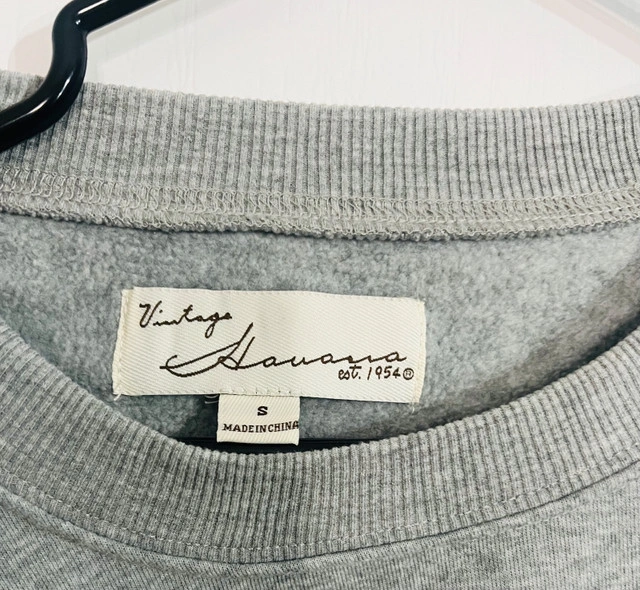 Vintage
Havana
est. 1954®
S
MADE IN CHINA